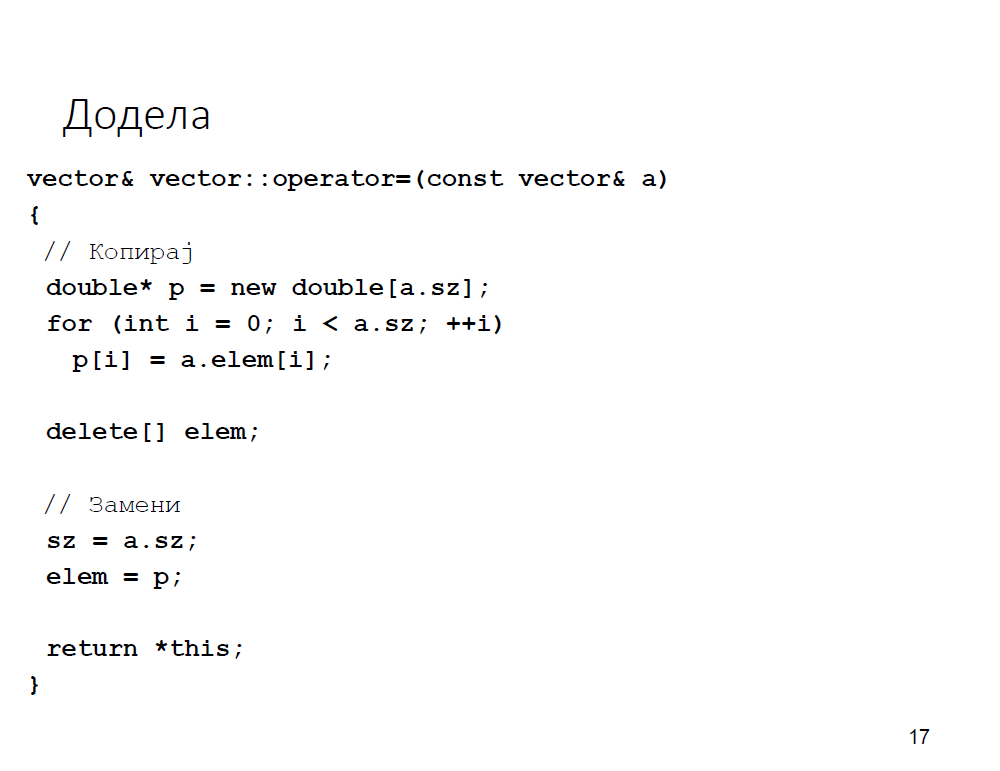 Додела
vector& vector::operator=(const vector& a)
{
// Копирај
double* p = new double[a.sz];
for (int i = 0; i < a.sz; ++i)
p[i] = a.elem[i];
delete[] elem;
// Замени
sz = a.sz;
elem = p;
return *this;
}
17